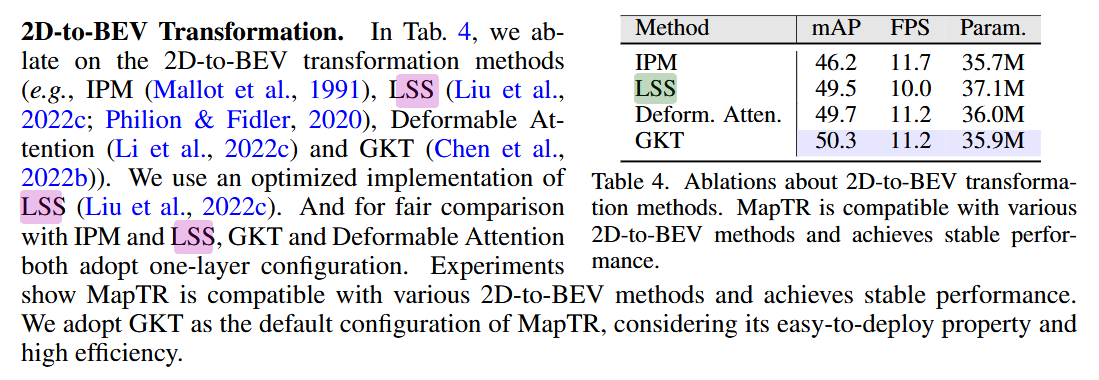 2D-to-BEV Transformation. In Tab. 4, we ab-
late on the 2D-to-BEV transformation methods
(e.g., IPM (Mallot et al., 1991), LSS (Liu et al.,
2022c; Philion & Fidler, 2020), Deformable At-
tention (Li et al., 2022c) and GKT (Chen et al.,
2022b)). We use an optimized implementation of
LSS (Liu et al., 2022c). And for fair comparison
with IPM and LSS, GKT and Deformable Attention
both adopt one-layer configuration. Experiments
show MapTR is compatible with various 2D-to-BEV methods and achieves stable performance.
We adopt GKT as the default configuration of MapTR, considering its easy-to-deploy property and
high efficiency.
Method mAP FPS Param.
IPM 46.2 11.7 35.7M
LSS 49.5 10.0 37.1M
Deform. Atten. 49.7 11.2 36.0M
GKT 50.3 11.2 35.9M
Table 4. Ablations about 2D-to-BEV transforma-
tion methods. MapTR is compatible with various
2D-to-BEV methods and achieves stable perfor-
mance.